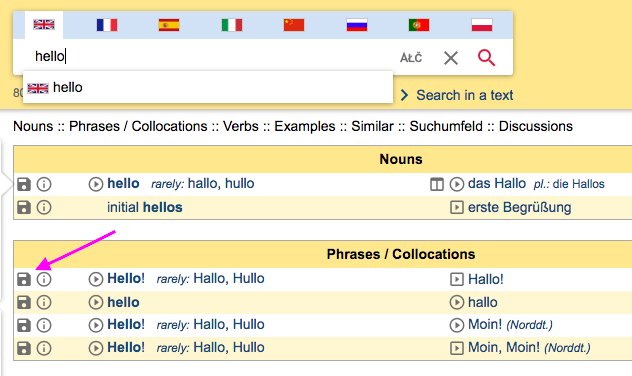 hello
ÄŁČ
hello
80
Search in a text
Nouns :: Phrases / Collocations :: Verbs :: Examples :: Similar :: Suchumfeld :: Discussions
Nouns
hello rarely: hallo, hullo das Hallo pl.: die Hallos
initial hellos erste Begrüßung
Phrases / Collocations
Hello! rarely: Hallo, Hullo Hallo!
hello hallo
Hello! rarely: Hallo, Hullo Moin! (Norddt.)
Hello! rarely: Hallo, Hullo Moin, Moin! (Norddt.)